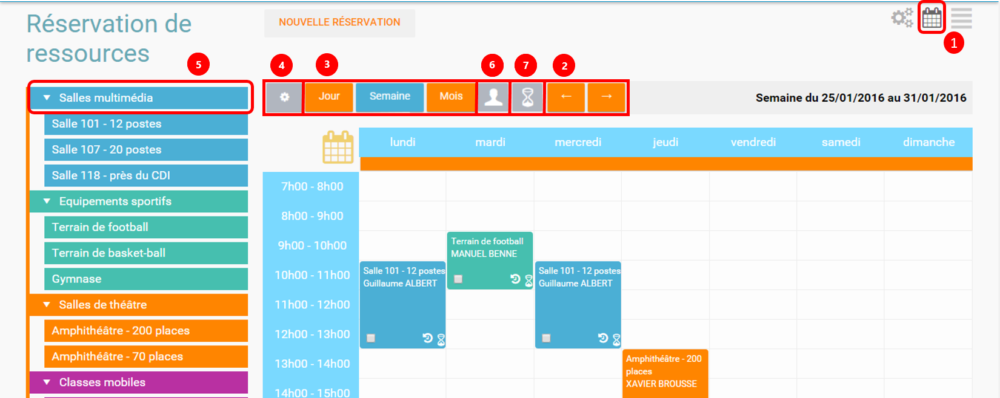 Réservation de
ressources
NOUVELLE RÉSERVATION
1
5
4
3
6
7
2
Jour
Semaine
Mois
←
→
Semaine du 25/01/2016 au 31/01/2016
Salles multimédia
Salle 101 - 12 postes
Salle 107 - 20 postes
Salle 118 - près du CDI
Equipements sportifs
Terrain de football
Terrain de basket-ball
Gymnase
Salles de théâtre
Amphithéâtre - 200 places
Amphithéâtre - 70 places
Classes mobiles
lundi
mardi
mercredi
jeudi
vendredi
samedi
dimanche
7h00 - 8h00
8h00 - 9h00
9h00 - 10h00
10h00 - 11h00
11h00 - 12h00
12h00 - 13h00
13h00 - 14h00
14h00 - 15h00
Salle 101 - 12 postes
Guillaume ALBERT
Terrain de football
MANUEL BENNE
Salle 101 - 12 postes
Guillaume ALBERT
Amphithéâtre - 200
places
XAVIER BROUSSE